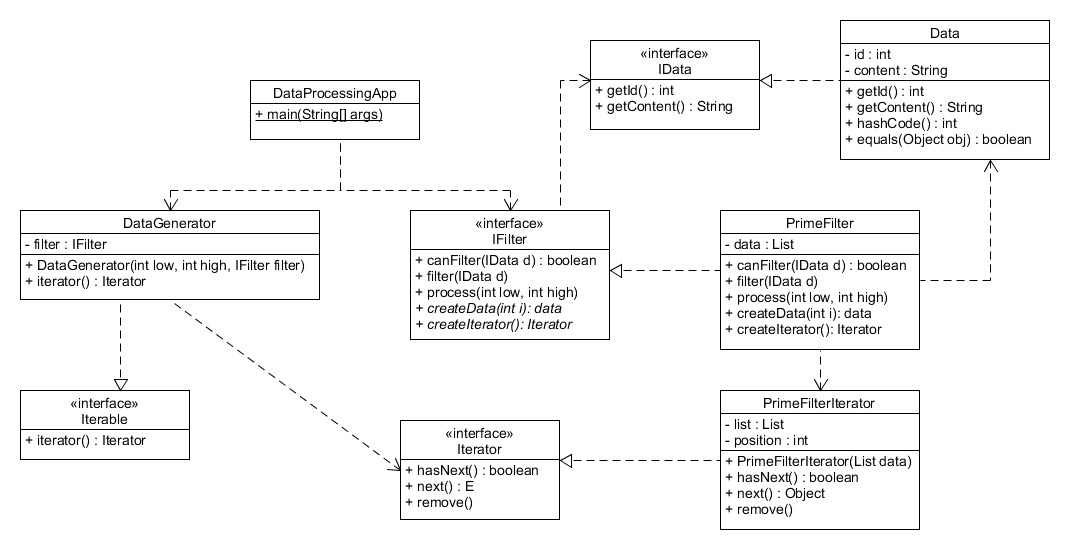 Data
- id : int
- content : String
+ getId() : int
+ getContent() : String
+ hashCode() : int
+ equals(Object obj) : boolean
«interface»
IData
+ getId() : int
+ getContent() : String
DataProcessingApp
+ main(String[] args)
DataGenerator
- filter : IFilter
+ DataGenerator(int low, int high, IFilter filter)
+ iterator() : Iterator
«interface»
IFilter
+ canFilter(IData d) : boolean
+ filter(IData d)
+ process(int low, int high)
+ createData(int i): data
+ createIterator(): Iterator
PrimeFilter
- data : List
+ canFilter(IData d) : boolean
+ filter(IData d)
+ process(int low, int high)
+ createData(int i): data
+ createIterator(): Iterator
«interface»
Iterable
+ iterator() : Iterator
«interface»
Iterator
+ hasNext() : boolean
+ next() : E
+ remove()
PrimeFilterIterator
- list : List
- position : int
+ PrimeFilterIterator(List data)
+ hasNext() : boolean
+ next() : Object
+ remove()